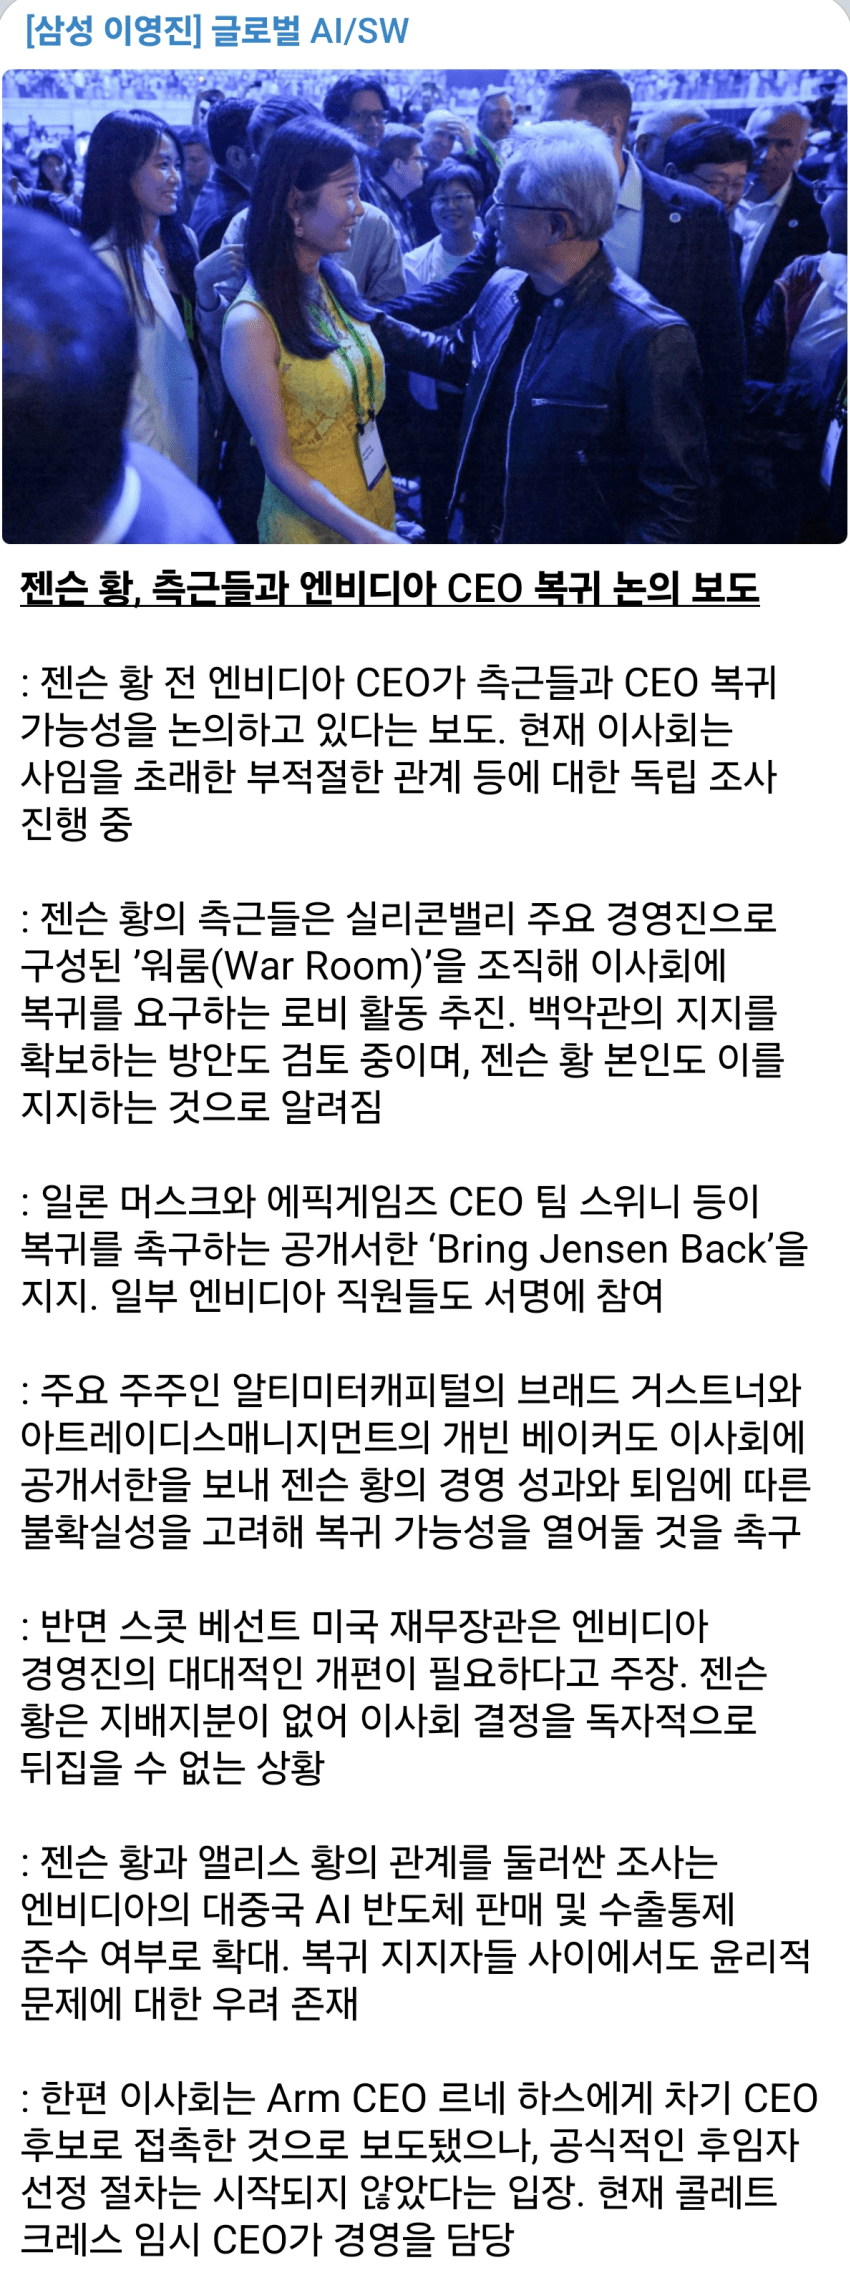 [삼성 이영진] 글로벌 AI/SW
젠슨 황, 측근들과 엔비디아 CEO 복귀 논의 보도
: 젠슨 황 전 엔비디아 CEO가 측근들과 CEO 복귀
가능성을 논의하고 있다는 보도. 현재 이사회는
사임을 초래한 부적절한 관계 등에 대한 독립 조사
진행 중
: 젠슨 황의 측근들은 실리콘밸리 주요 경영진으로
구성된 ’워룸(War Room)’을 조직해 이사회에
복귀를 요구하는 로비 활동 추진. 백악관의 지지를
확보하는 방안도 검토 중이며, 젠슨 황 본인도 이를
지지하는 것으로 알려짐
: 일론 머스크와 에픽게임즈 CEO 팀 스위니 등이
복귀를 촉구하는 공개서한 ‘Bring Jensen Back’을
지지. 일부 엔비디아 직원들도 서명에 참여
: 주요 주주인 알티미터캐피털의 브래드 거스트너와
아트레이디스매니지먼트의 개빈 베이커도 이사회에
공개서한을 보내 젠슨 황의 경영 성과와 퇴임에 따른
불확실성을 고려해 복귀 가능성을 열어둘 것을 촉구
: 반면 스콧 베선트 미국 재무장관은 엔비디아
경영진의 대대적인 개편이 필요하다고 주장. 젠슨
황은 지배지분이 없어 이사회 결정을 독자적으로
뒤집을 수 없는 상황
: 젠슨 황과 앨리스 황의 관계를 둘러싼 조사는
엔비디아의 대중국 AI 반도체 판매 및 수출통제
준수 여부로 확대. 복귀 지지자들 사이에서도 윤리적
문제에 대한 우려 존재
: 한편 이사회는 Arm CEO 르네 하스에게 차기 CEO
후보로 접촉한 것으로 보도됐으나, 공식적인 후임자
선정 절차는 시작되지 않았다는 입장. 현재 콜레트
크레스 임시 CEO가 경영을 담당